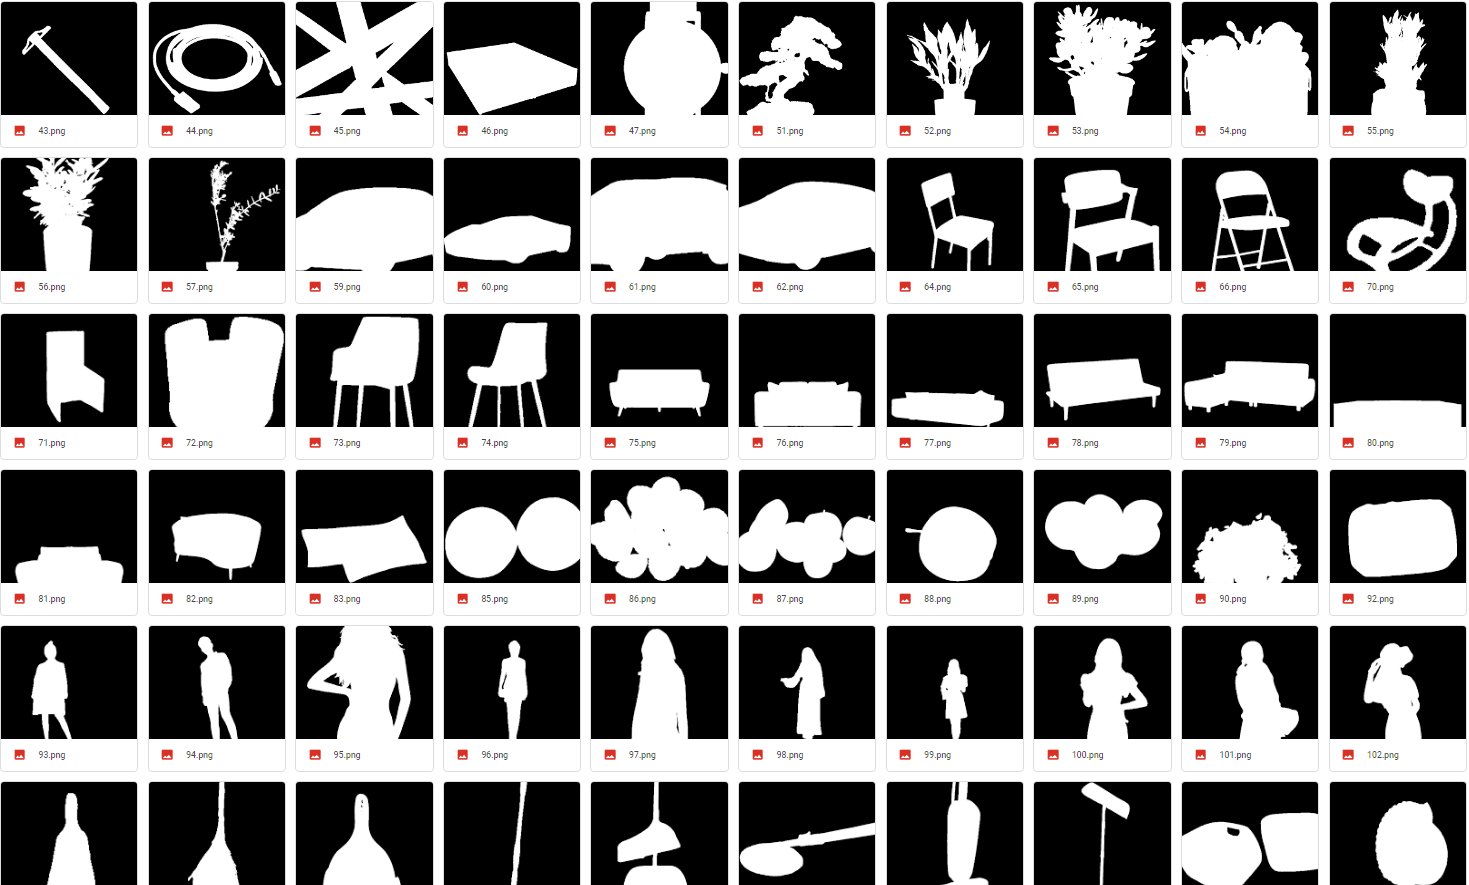 43.png 44.png 45.png 46.png 47.png 51.png 52.png 53.png 54.png 55.png
56.png 57.png 59.png 60.png 61.png 62.png 64.png 65.png 66.png 70.png
71.png 72.png 73.png 74.png 75.png 76.png 77.png 78.png 79.png 80.png
81.png 82.png 83.png 85.png 86.png 87.png 88.png 89.png 90.png 92.png
93.png 94.png 95.png 96.png 97.png 98.png 99.png 100.png 101.png 102.png